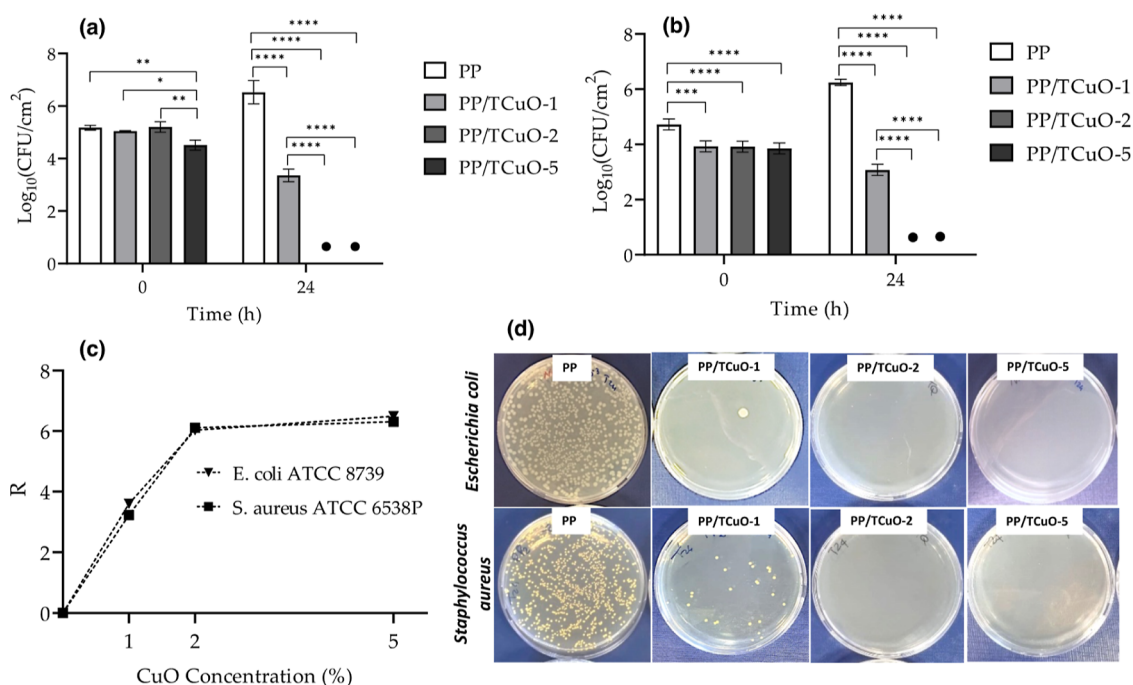 (a)
****
****
****
**
*
**
****
****
8
6
4
2
0
Log10(CFU/cm2)
0
24
Time (h)
PP
PP/TCuO-1
PP/TCuO-2
PP/TCuO-5
(b)
****
****
****
****
****
***
****
****
8
6
4
2
0
Log10(CFU/cm2)
0
24
Time (h)
PP
PP/TCuO-1
PP/TCuO-2
PP/TCuO-5
(c)
8
6
4
2
0
R
E. coli ATCC 8739
S. aureus ATCC 6538P
1
2
5
CuO Concentration (%)
(d)
Escherichia coli
PP
PP/TCuO-1
PP/TCuO-2
PP/TCuO-5
Staphylococcus
aureus
PP
PP/TCuO-1
PP/TCuO-2
PP/TCuO-5
T24
T24